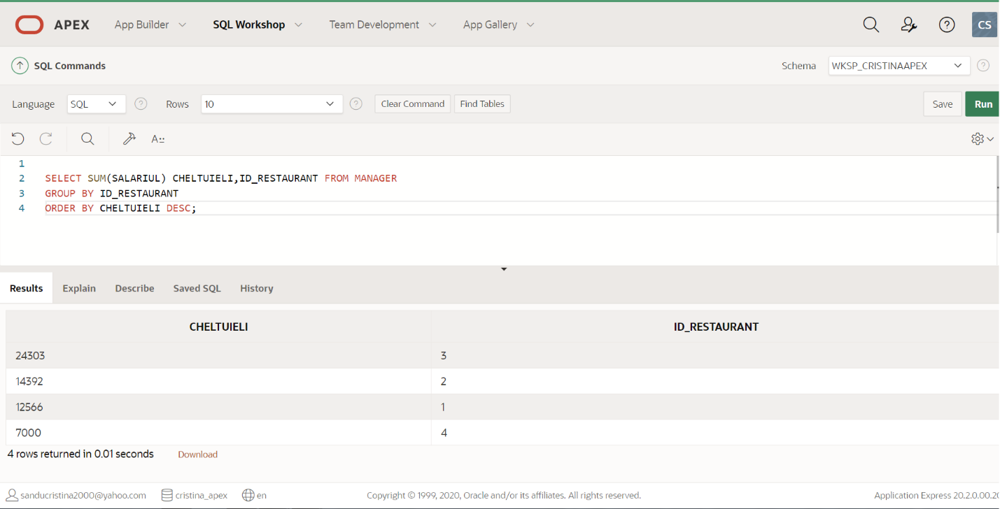 APEX App Builder SQL Workshop Team Development App Gallery ? CS
SQL Commands Schema WKSP_CRISTINAAPEX ?
Language SQL ? Rows 10 ? Clear Command Find Tables Save Run
A::
1
2 SELECT SUM(SALARIUL) CHELTUIELI,ID_RESTAURANT FROM MANAGER
3 GROUP BY ID_RESTAURANT
4 ORDER BY CHELTUIELI DESC;
Results Explain Describe Saved SQL History
CHELTUIELI ID_RESTAURANT
24303 3
14392 2
12566 1
7000 4
4 rows returned in 0.01 seconds Download
sanducristina2000@yahoo.com cristina_apex en Copyright © 1999, 2020, Oracle and/or its affiliates. All rights reserved. Application Express 20.2.0.00.20